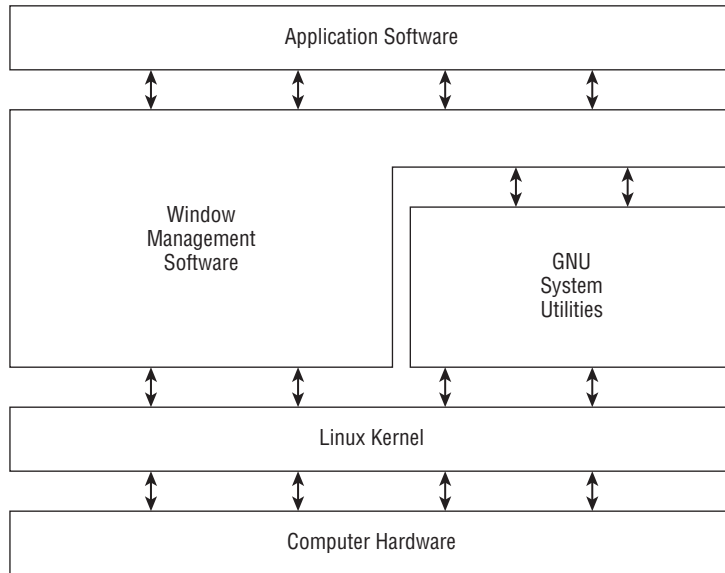 Application Software
Window
Management
Software
GNU
System
Utilities
Linux Kernel
Computer Hardware